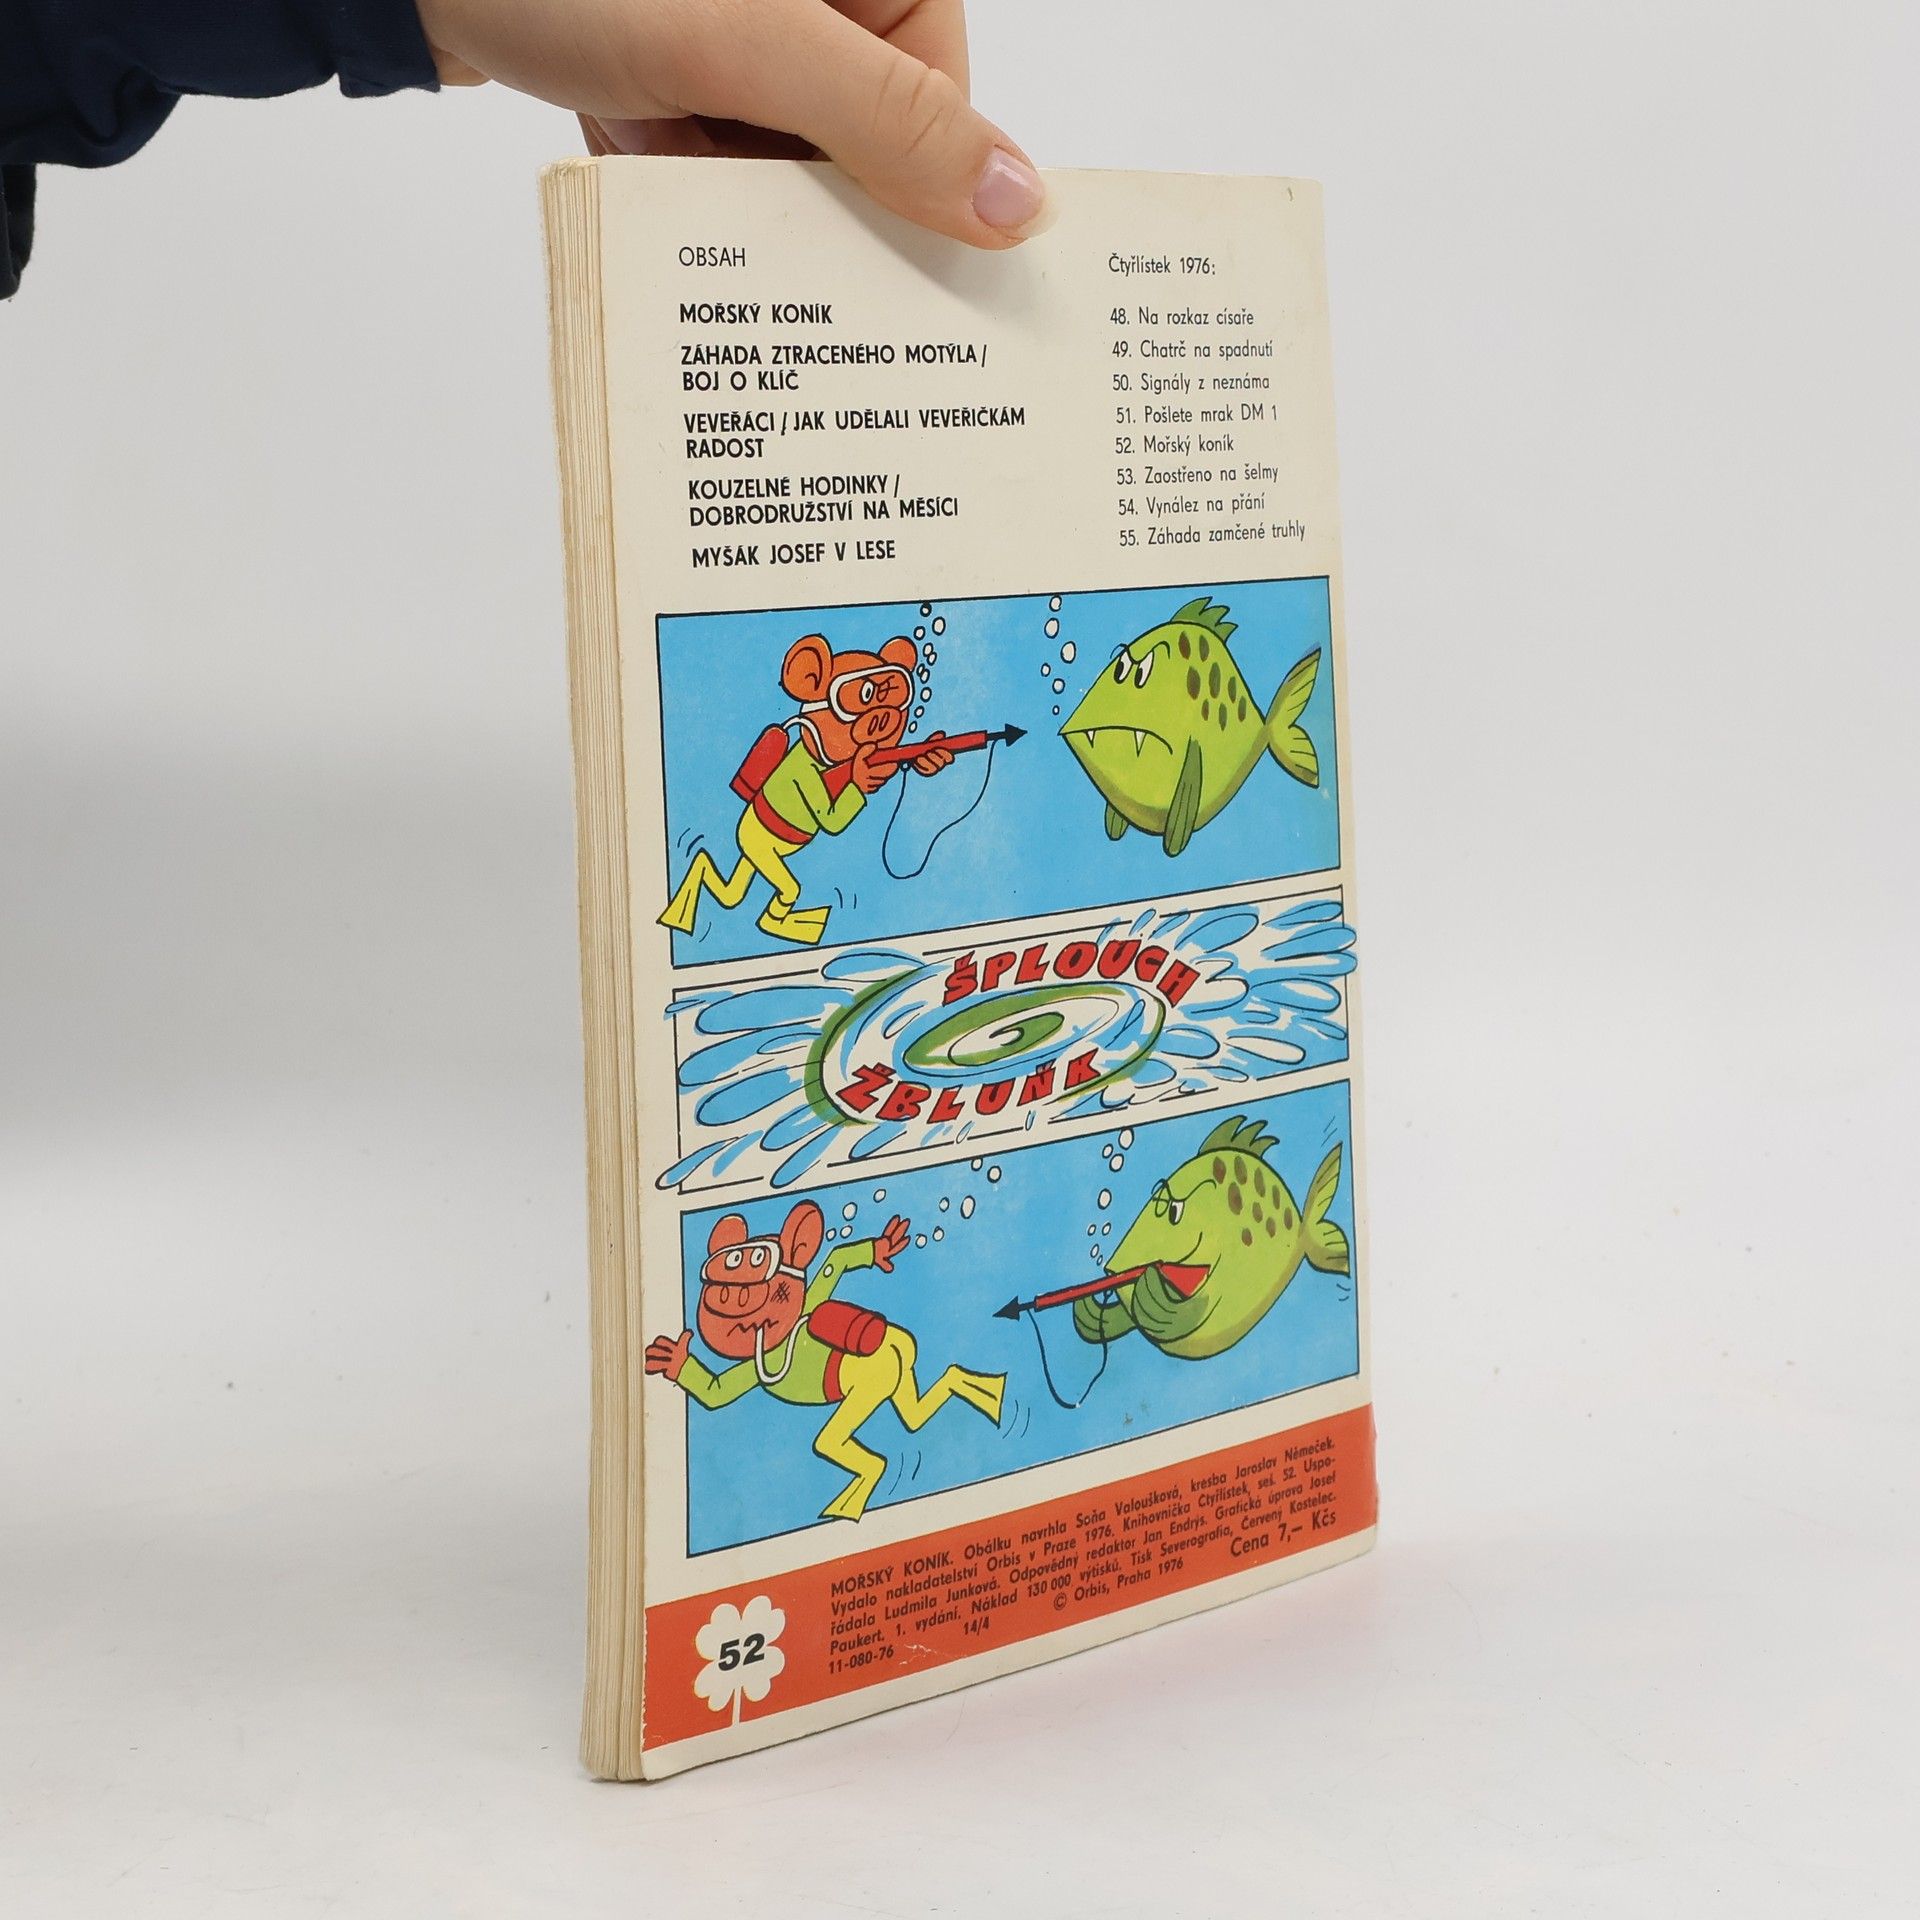 OBSAH
MOŘSKÝ KONÍK
ZÁHADA ZTRACENÉHO MOTÝLA /
BOJ O KLÍČ
VEVEŘÁCI / JAK UDĚLALI VEVEŘIČKÁM
RADOST
KOUZELNÉ HODINKY /
DOBRODRUŽSTVÍ NA MĚSÍCI
MYŠÁK JOSEF V LESE
Čtyřlístek 1976:
48. Na rozkaz císaře
49. Chatrč na spadnutí
50. Signály z neznáma
51. Pošlete mrak DM 1
52. Mořský koník
53. Zaostřeno na šelmy
54. Vynález na přání
55. Záhada zamčené truhly
ŠPLOUCH
ŽBLUŇK
52
MOŘSKÝ KONÍK. Obálku navrhla Soňa Valoušková, kresba Jaroslav Němeček.
Vydalo nakladatelství Orbis v Praze 1976. Knihovnička Čtyřlístek, seš. 52. Uspo-
řádala Ludmila Junková. Odpovědný redaktor Jan Endrýs. Grafická úprava Josef
Paukert. 1. vydání. Náklad 130 000 výtisků. Tisk Severografia, Červený Kostelec.
11-080-76 14/4 © Orbis, Praha 1976 Cena 7,– Kčs